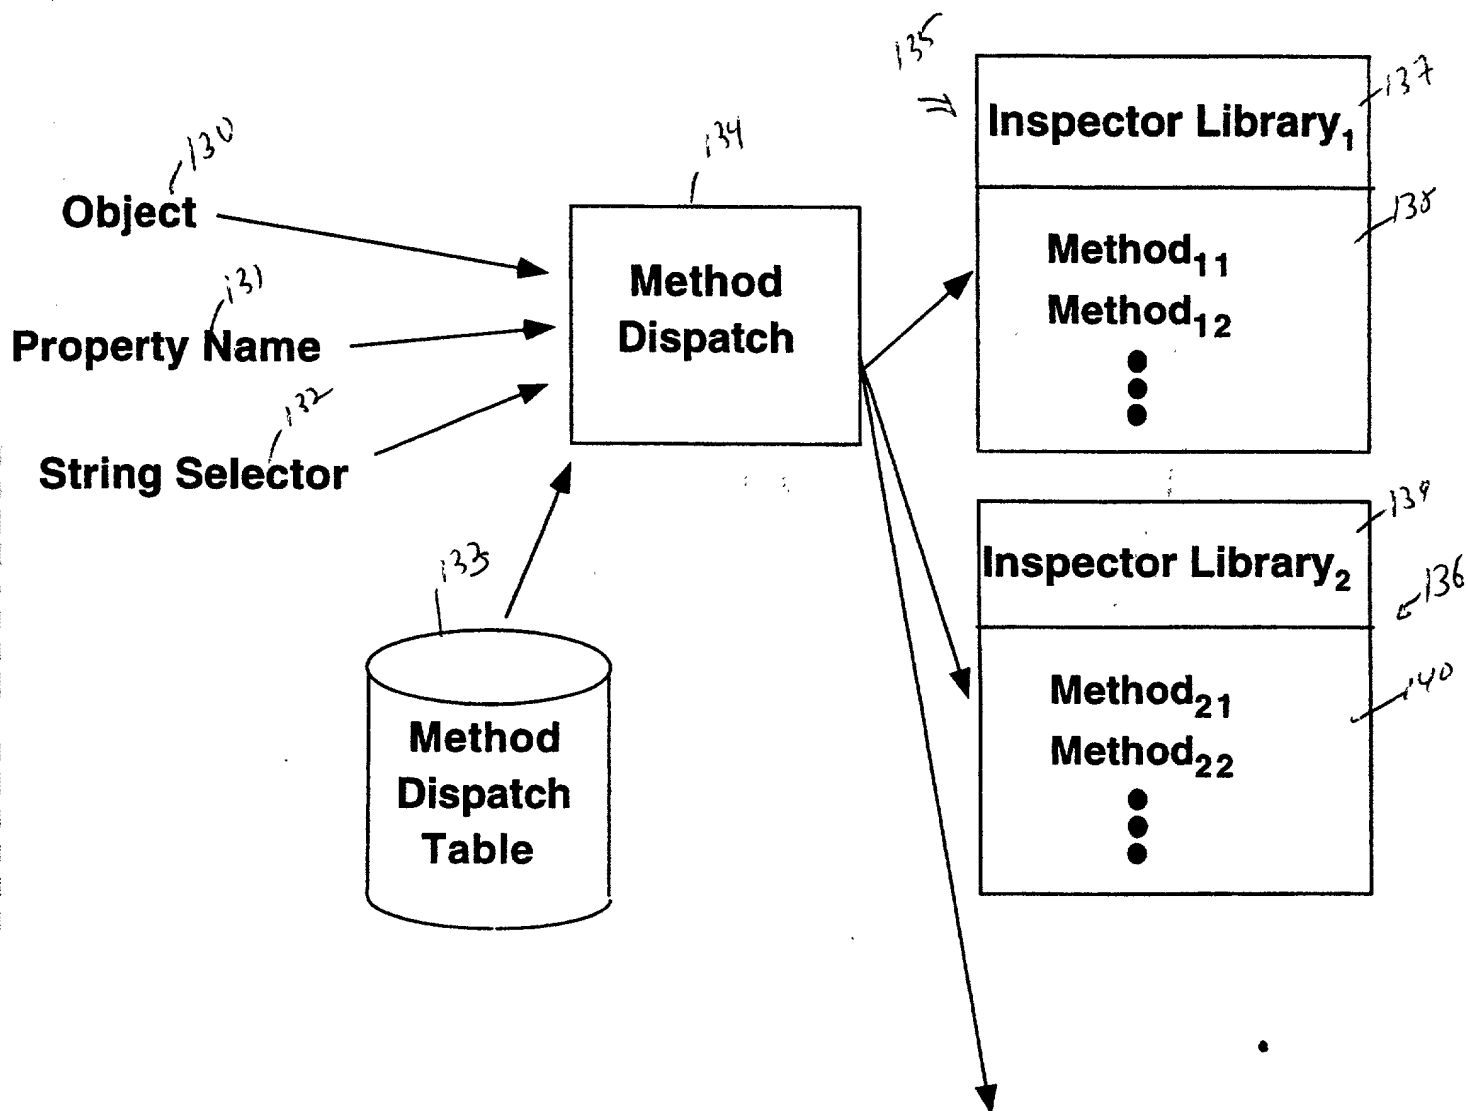 135
137
Inspector Library₁
130
Object
134
Method
Dispatch
138
Method₁₁
Method₁₂
131
Property Name
132
String Selector
139
Inspector Library₂
136
133
140
Method₂₁
Method₂₂
Method
Dispatch
Table